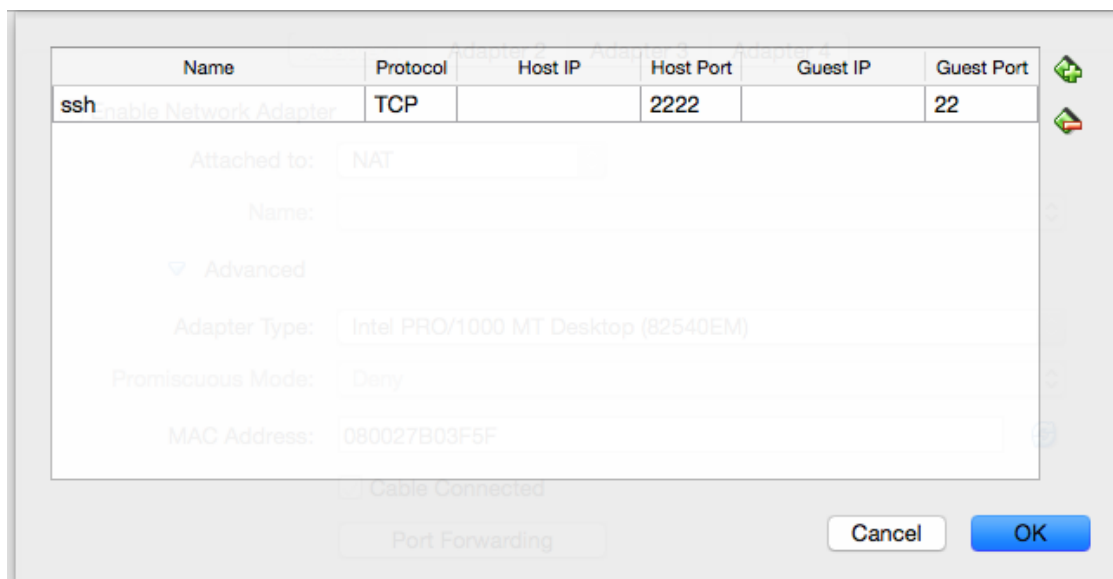 Adapter 2 Adapter 3 Adapter 4
Name Protocol Host IP Host Port Guest IP Guest Port
ssh TCP 2222 22
Enable Network Adapter
Attached to: NAT
Name:
Advanced
Adapter Type: Intel PRO/1000 MT Desktop (82540EM)
Promiscuous Mode: Deny
MAC Address: 080027B03F5F
Cable Connected
Port Forwarding
Cancel OK